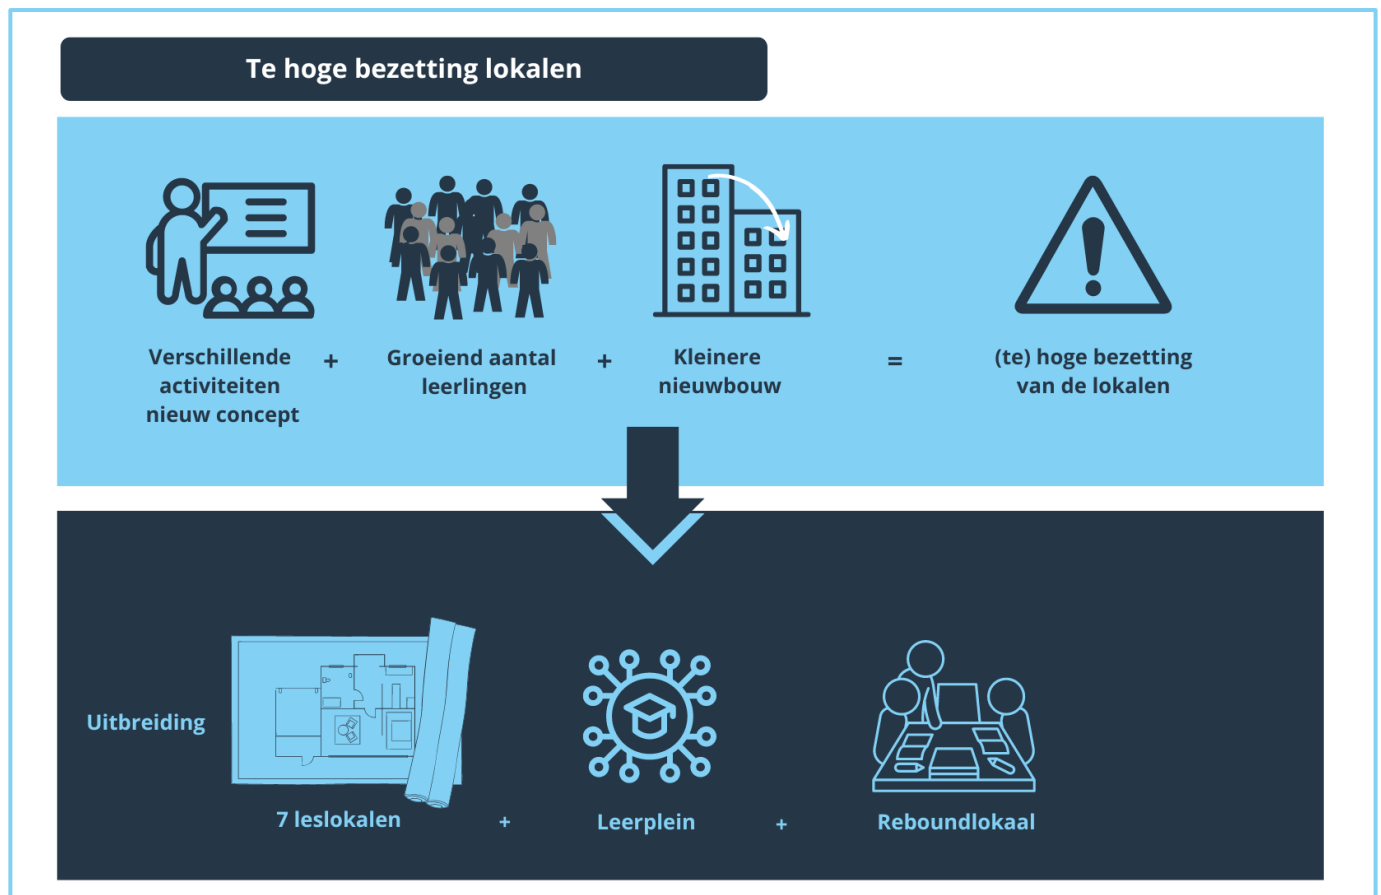 Te hoge bezetting lokalen
Verschillende
activiteiten
nieuw concept
+
Groeiend aantal
leerlingen
+
Kleinere
nieuwbouw
=
(te) hoge bezetting
van de lokalen
Uitbreiding
7 leslokalen
+
Leerplein
+
Reboundlokaal